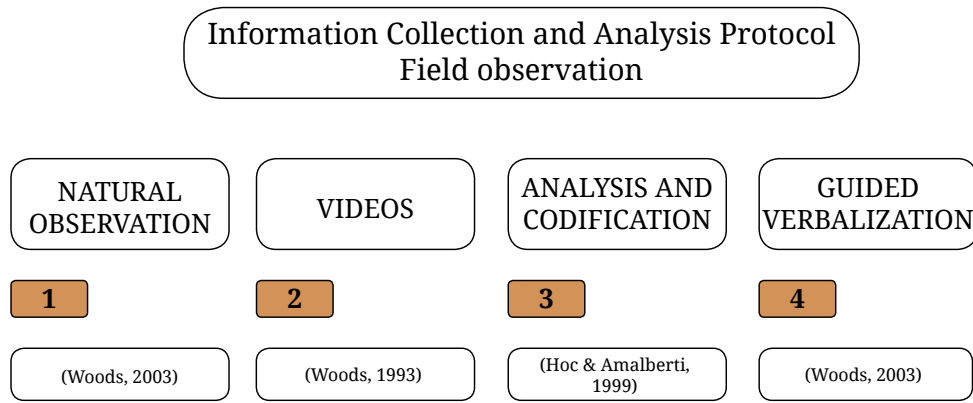 Information Collection and Analysis Protocol
Field observation
NATURAL
OBSERVATION
VIDEOS
ANALYSIS AND
CODIFICATION
GUIDED
VERBALIZATION
1
2
3
4
(Woods, 2003)
(Woods, 1993)
(Hoc & Amalberti,
1999)
(Woods, 2003)